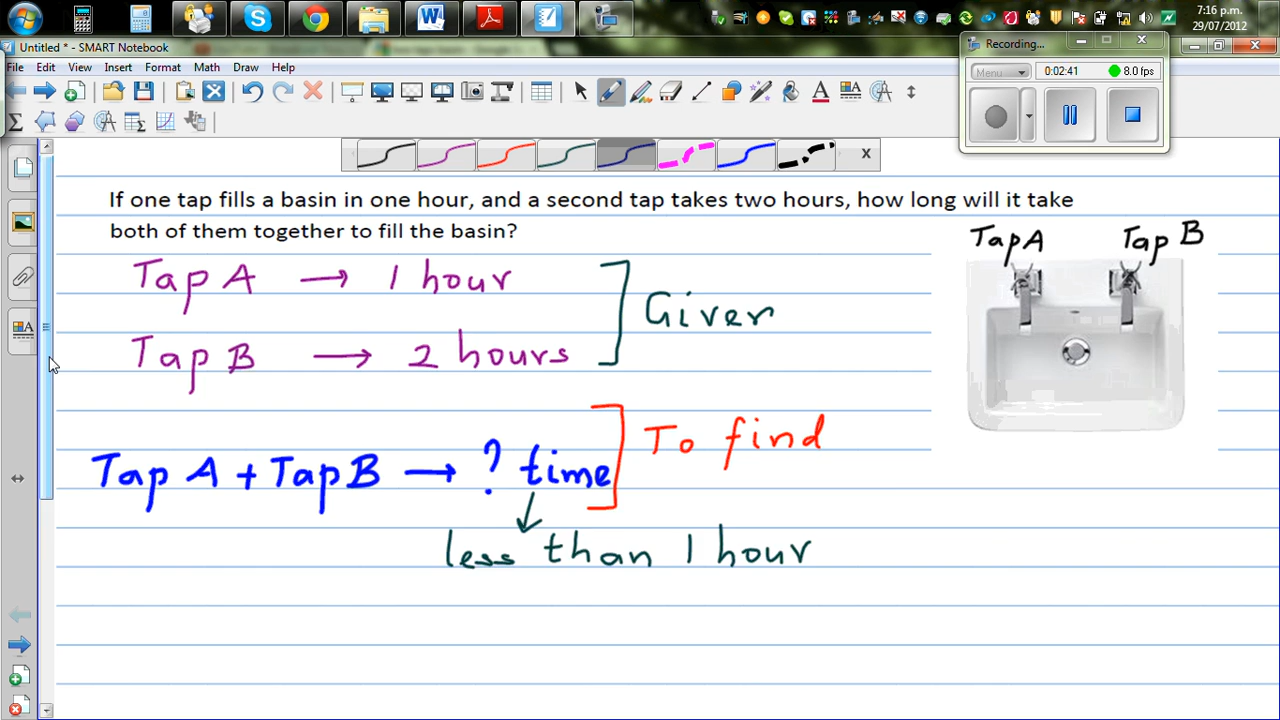 7:16 p.m.
29/07/2012
Untitled * - SMART Notebook
Recording...
File Edit View Insert Format Math Draw Help
Menu
0:02:41
8.0 fps
If one tap fills a basin in one hour, and a second tap takes two hours, how long will it take
both of them together to fill the basin?
Tap A
Tap B
Tap A → 1 hour
Given
Tap B → 2 hours
To find
Tap A + Tap B → ? time
less than 1 hour